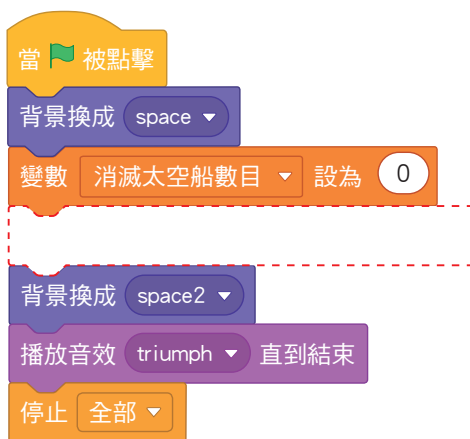 當 被點擊
背景換成 space
變數 消滅太空船數目 設為 0
背景換成 space2
播放音效 triumph 直到結束
停止 全部